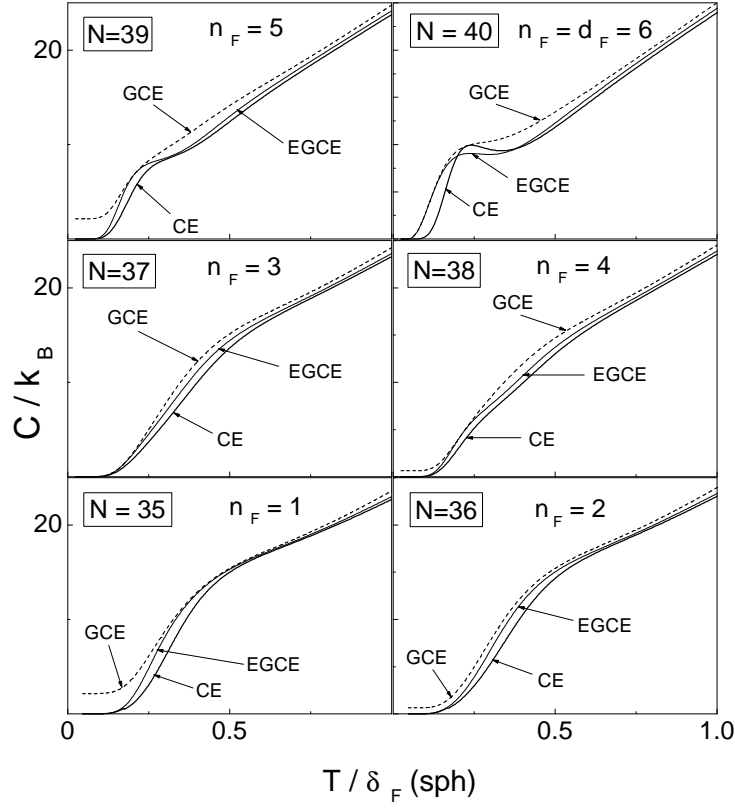 N=39
n F = 5
20
GCE
EGCE
CE
N = 40
n F = d F = 6
GCE
EGCE
CE
N=37
n F = 3
20
GCE
EGCE
CE
N=38
n F = 4
GCE
EGCE
CE
C / k B
N = 35
n F = 1
20
GCE
EGCE
CE
N=36
n F = 2
GCE
EGCE
CE
0
0.5
0.5
1.0
T / δ F (sph)